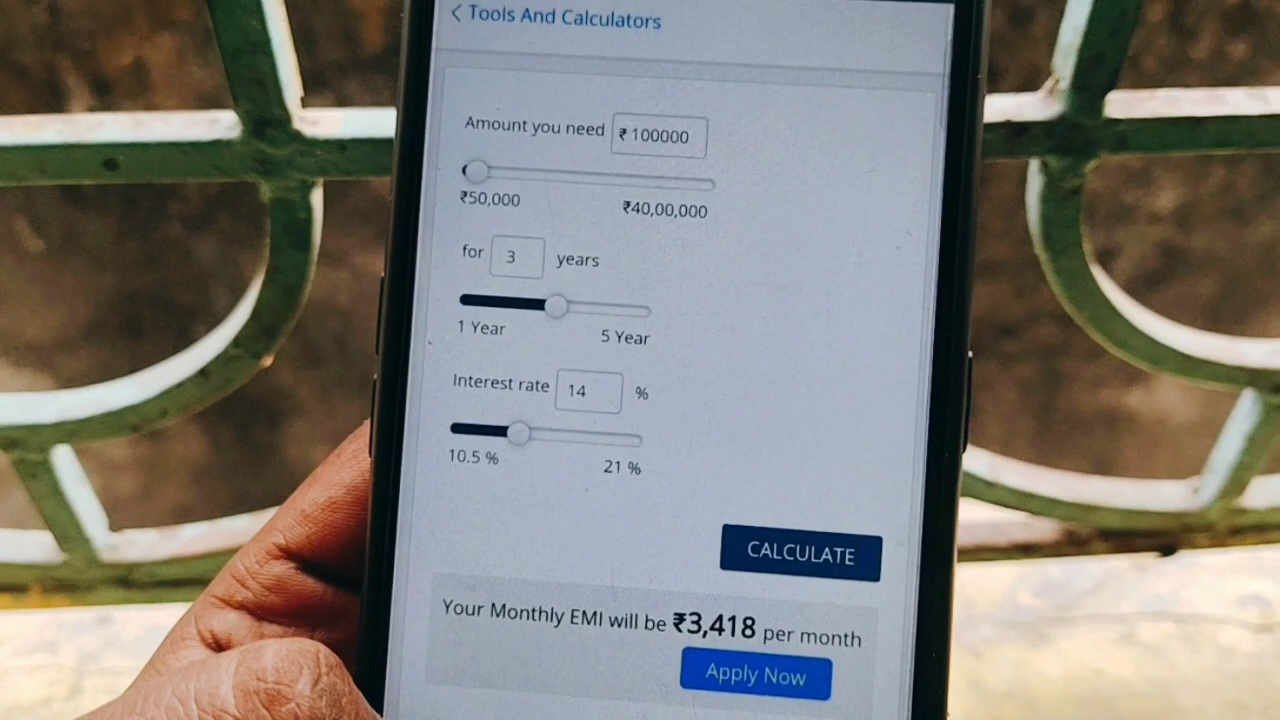 < Tools And Calculators
Amount you need ₹ 100000
₹50,000 ₹40,00,000
for 3 years
1 Year 5 Year
Interest rate 14 %
10.5 % 21 %
CALCULATE
Your Monthly EMI will be ₹3,418 per month
Apply Now